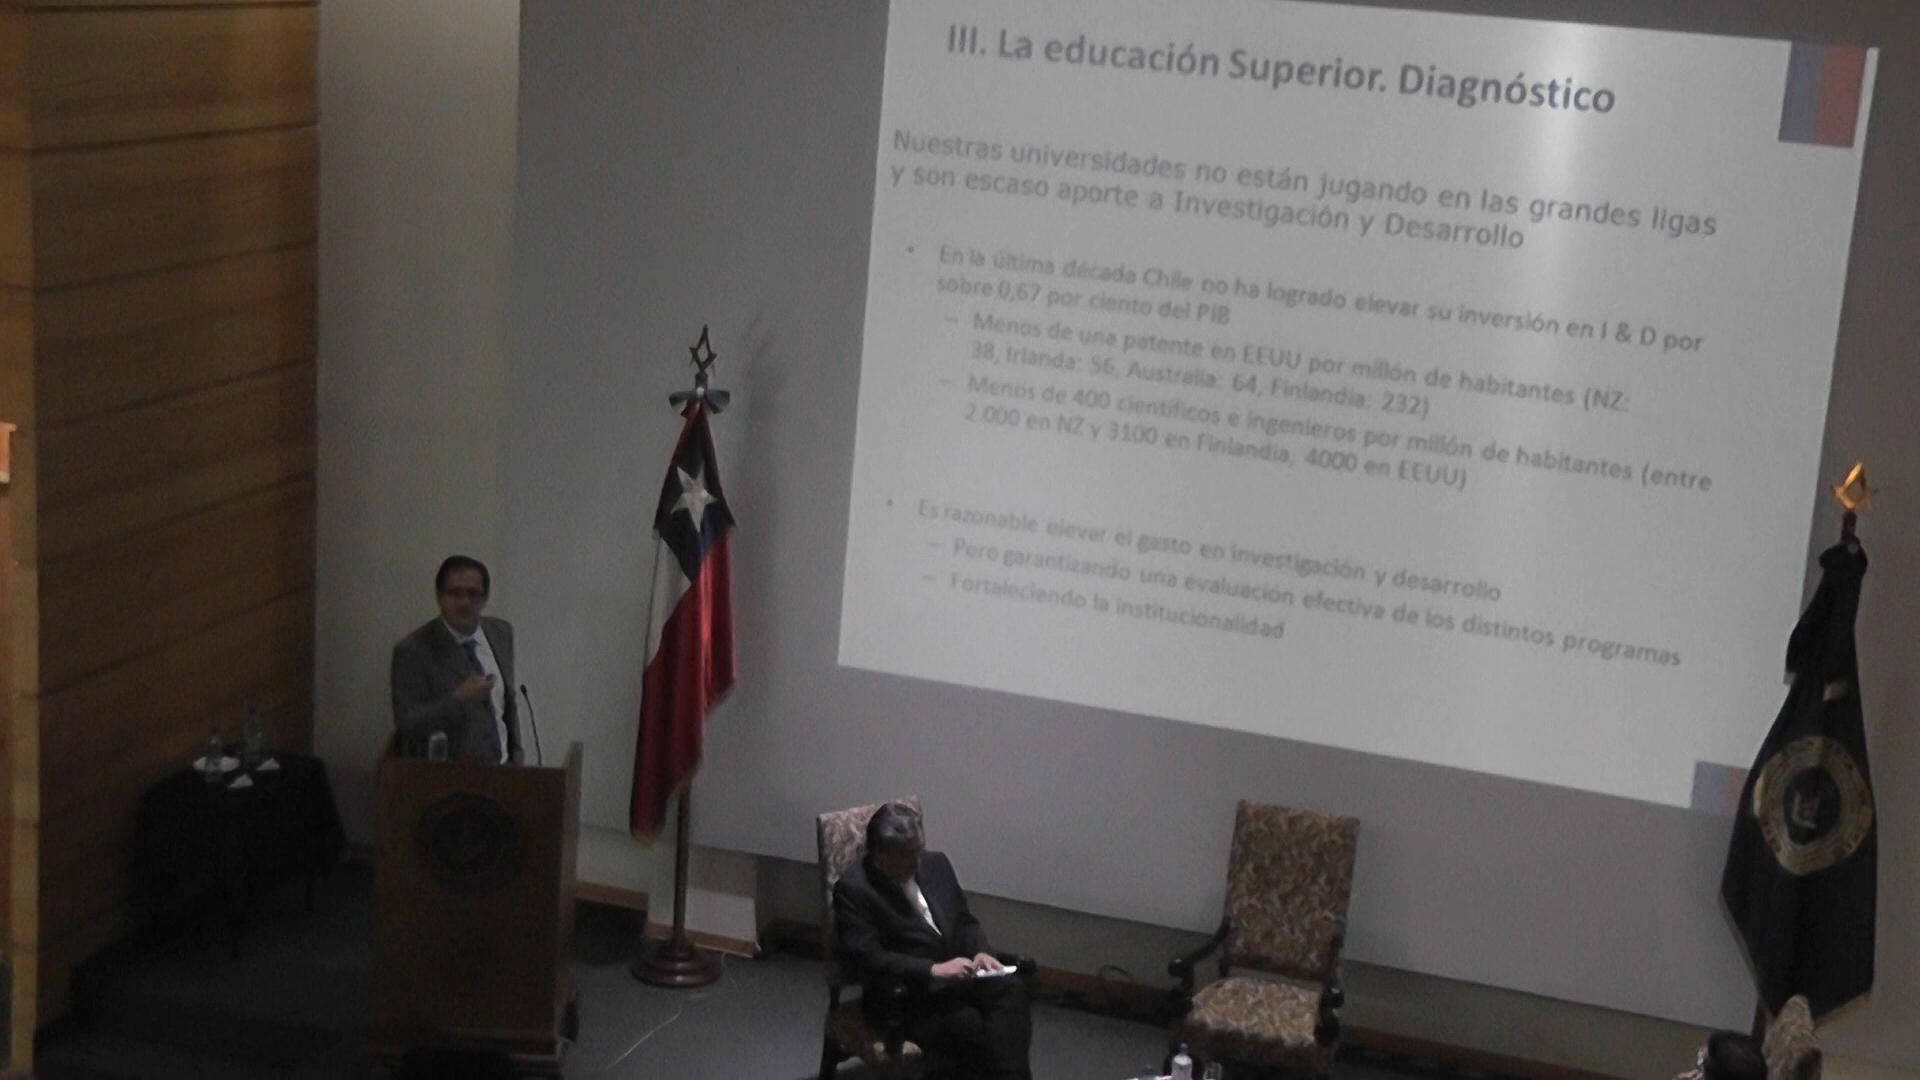 III. La educación Superior. Diagnóstico
Nuestras universidades no están jugando en las grandes ligas
y son escaso aporte a Investigación y Desarrollo
• En la última década Chile no ha logrado elevar su inversión en I & D por
sobre 0,67 por ciento del PIB
– Menos de una patente en EEUU por millón de habitantes (NZ:
38, Irlanda: 56, Australia: 64, Finlandia: 232)
– Menos de 400 científicos e ingenieros por millón de habitantes (entre
2.000 en NZ y 3100 en Finlandia, 4000 en EEUU)
• Es razonable elevar el gasto en investigación y desarrollo
– Pero garantizando una evaluación efectiva de los distintos programas
– Fortaleciendo la institucionalidad